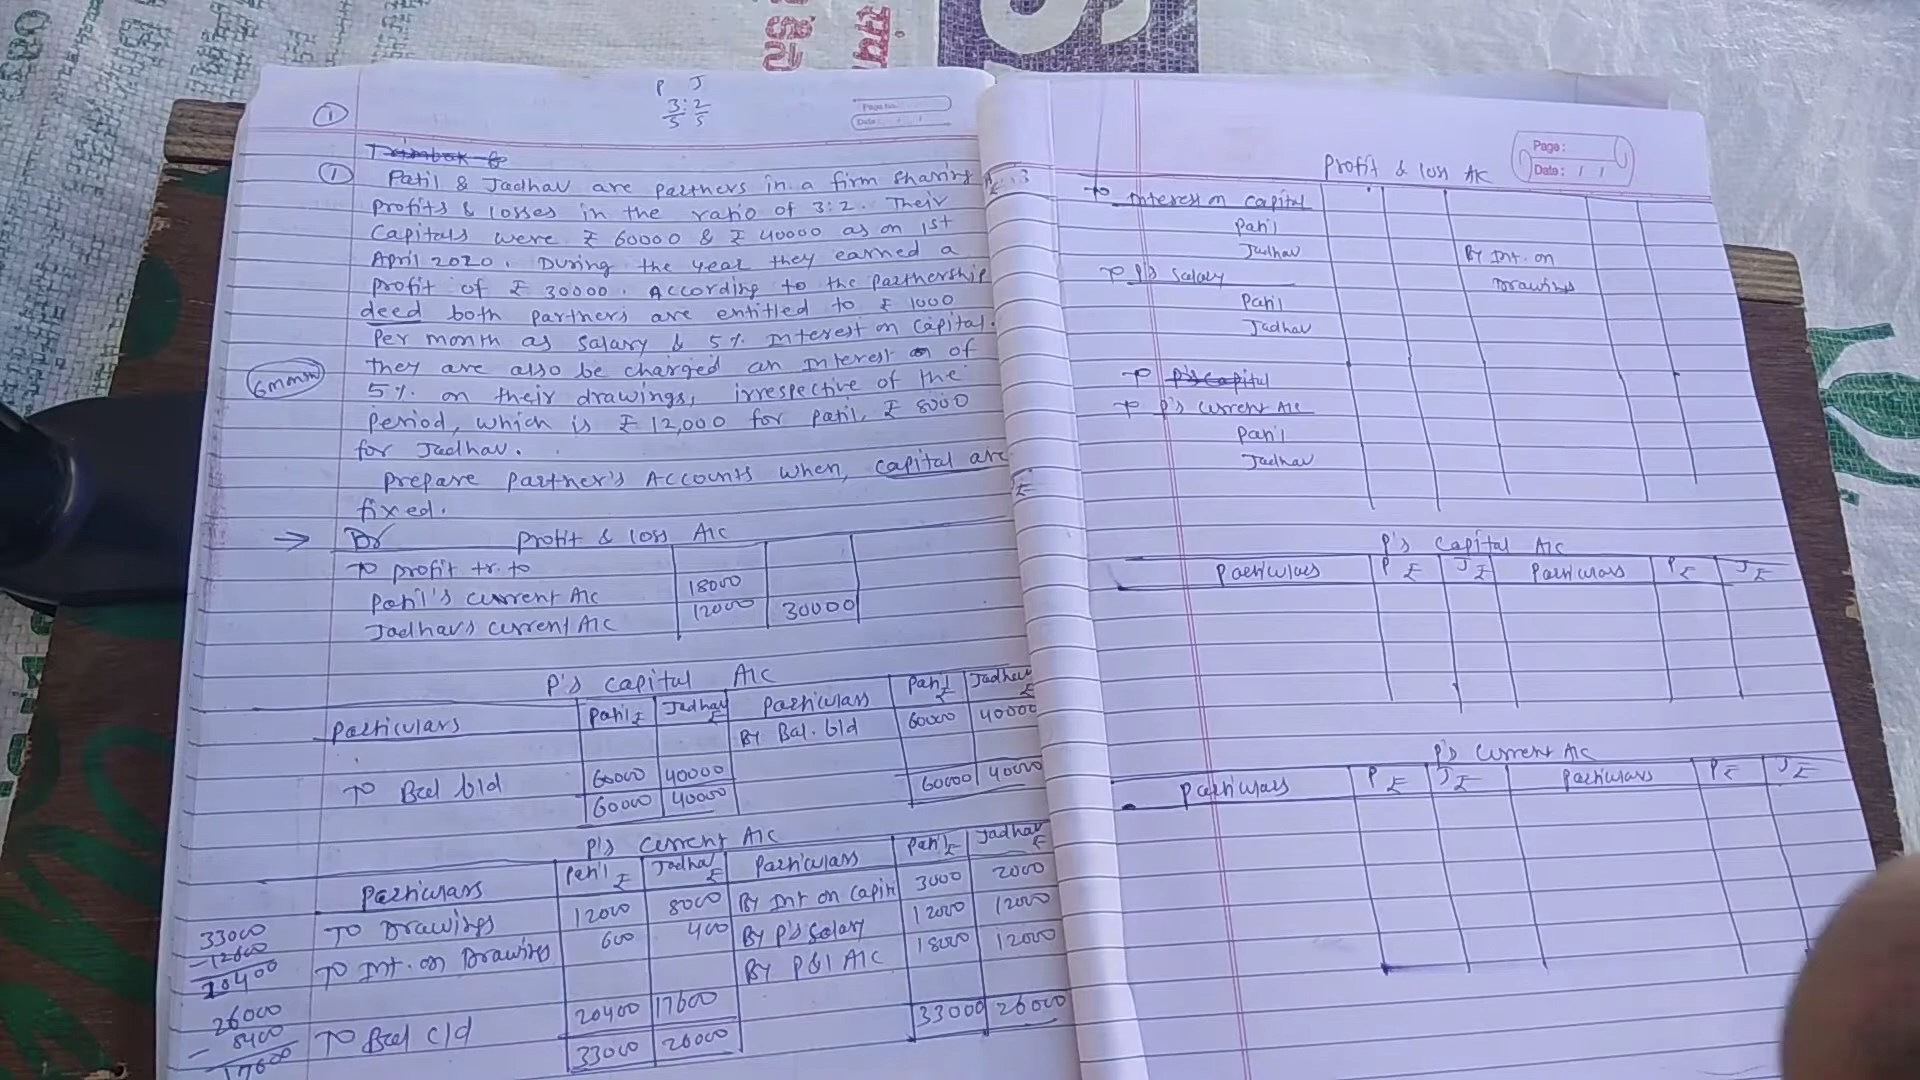 P J
3:2
5 5
Page No.
Date: / /
①
Trimbak &
① Patil & Jadhav are partners in a firm sharing
profits & losses in the ratio of 3:2. Their
Capitals were ₹ 60000 & ₹ 40000 as on 1st
April 2020. During the year they earned a
profit of ₹ 30000. According to the partnership
deed both partners are entitled to ₹ 1000
Per month as salary & 5% Interest on capital.
they are also be charged an Interest of
6 month
5% on their drawings, irrespective of the
period, which is ₹ 12,000 for patil, ₹ 8000
for Jadhav.
Prepare Partner's Accounts when, capital are
fixed.
→ Dr Profit & loss A/c
To profit tr. to
Patil's current A/c 18000
Jadhav's current A/c 12000 30000
P's capital A/c
Particulars Patil ₹ Jadhav ₹ Particulars Patil ₹ Jadhav ₹
By Bal. b/d 60000 40000
To Bal b/d 60000 40000
60000 40000 60000 40000
P's Current A/c
Particulars Patil ₹ Jadhav ₹ Particulars Patil ₹ Jadhav ₹
To Drawings 12000 8000 By Int on Capit 3000 2000
To Int. on Drawings 600 400 By P's Salary 12000 12000
By P&l A/c 18000 12000
To Bal c/d 20400 17600
33000 26000 33000 26000
33000
-12600
20400
26000
- 8400
17600
Page:
Date: / /
Profit & loss A/c
To Interest on capital
Patil
Jadhav By Int. on
To P's Salary Drawings
Patil
Jadhav
To P's Capital
To P's Current A/c
Patil
Jadhav
P's Capital A/c
Particulars P ₹ J ₹ Particulars P ₹ J ₹
P's Current A/c
Particulars P ₹ J ₹ Particulars P ₹ J ₹